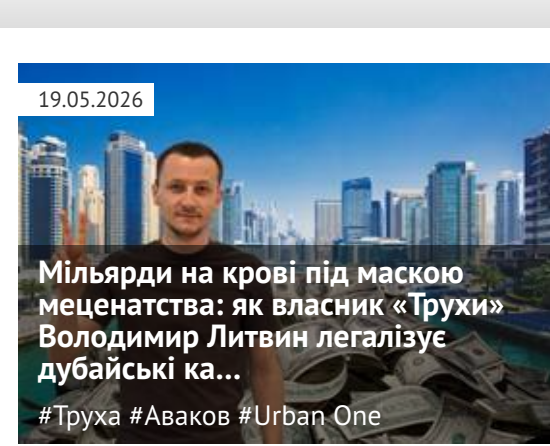 19.05.2026
Мільярди на крові під маскою
меценатства: як власник «Трухи»
Володимир Литвин легалізує
дубайські ка...
#Труха #Аваков #Urban One